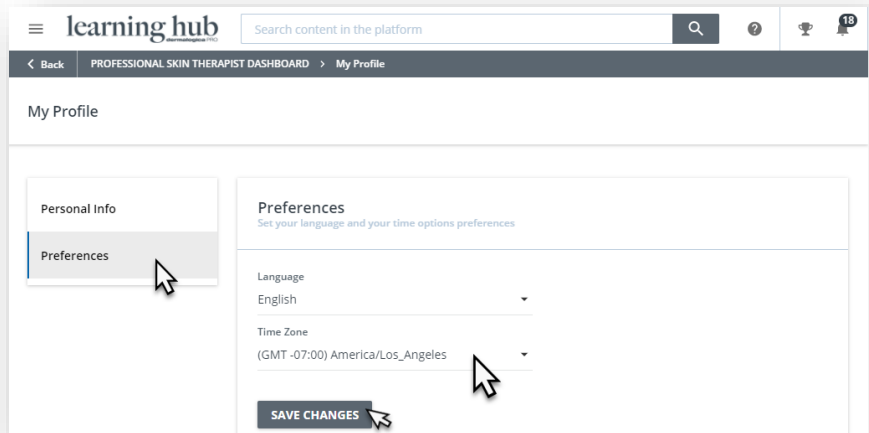 learning hub
dermalogica PRO
Search content in the platform
18
Back
PROFESSIONAL SKIN THERAPIST DASHBOARD > My Profile
My Profile
Personal Info
Preferences
Preferences
Set your language and your time options preferences
Language
English
Time Zone
(GMT -07:00) America/Los_Angeles
SAVE CHANGES